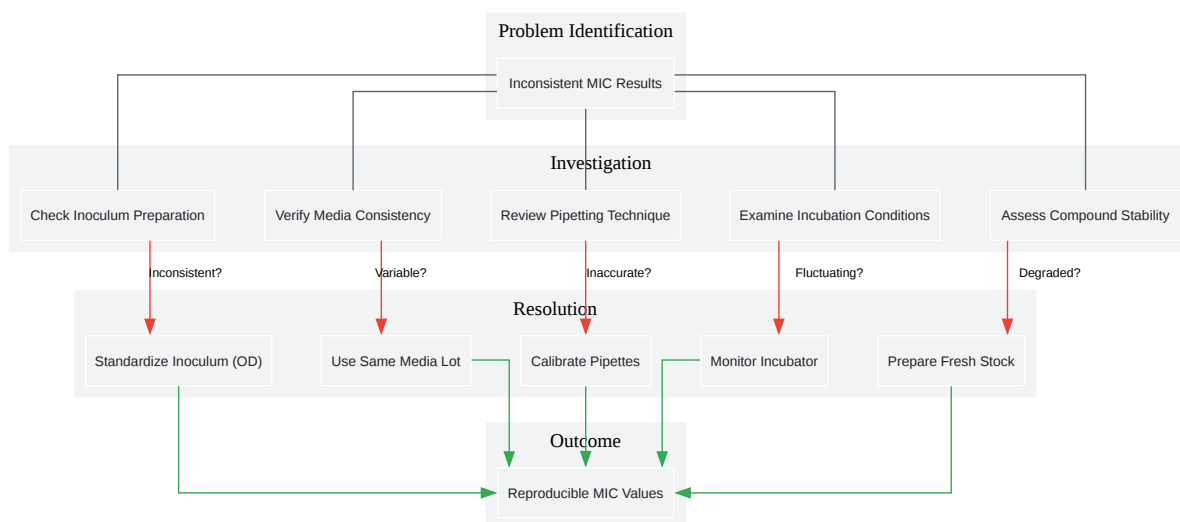 Problem Identification
Inconsistent MIC Results
Investigation
Check Inoculum Preparation
Verify Media Consistency
Review Pipetting Technique
Examine Incubation Conditions
Assess Compound Stability
Inconsistent?
Variable?
Inaccurate?
Fluctuating?
Degraded?
Resolution
Standardize Inoculum (OD)
Use Same Media Lot
Calibrate Pipettes
Monitor Incubator
Prepare Fresh Stock
Outcome
Reproducible MIC Values